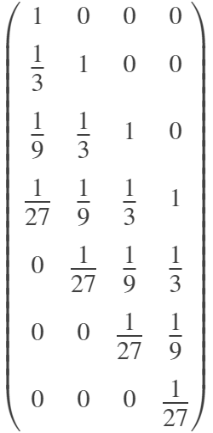 1 0 0 0
1/3 1 0 0
1/9 1/3 1 0
1/27 1/9 1/3 1
0 1/27 1/9 1/3
0 0 1/27 1/9
0 0 0 1/27